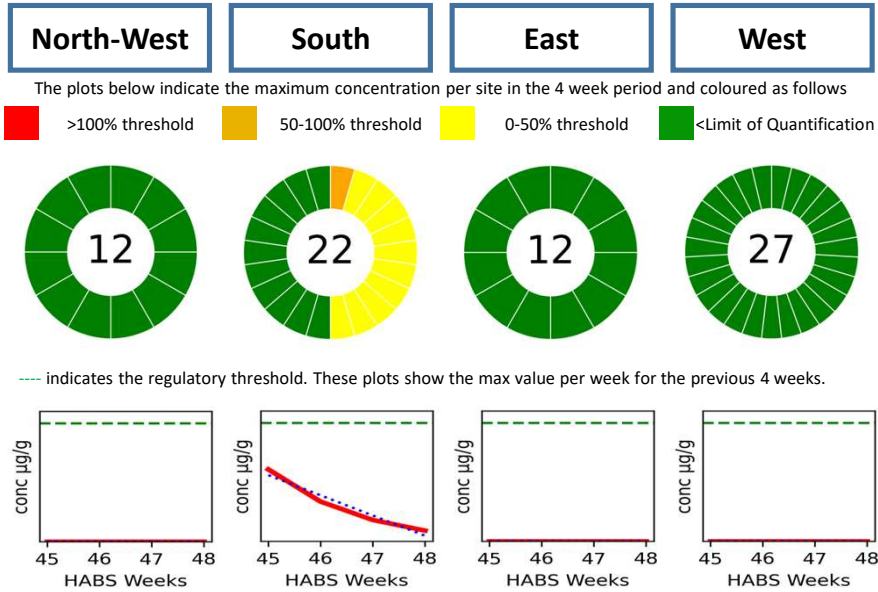 North-West
South
East
West
The plots below indicate the maximum concentration per site in the 4 week period and coloured as follows
>100% threshold
50-100% threshold
0-50% threshold
<Limit of Quantification
12
22
12
27
---- indicates the regulatory threshold. These plots show the max value per week for the previous 4 weeks.
conc µg/g
45 46 47 48
HABS Weeks
conc µg/g
45 46 47 48
HABS Weeks
conc µg/g
45 46 47 48
HABS Weeks
conc µg/g
45 46 47 48
HABS Weeks